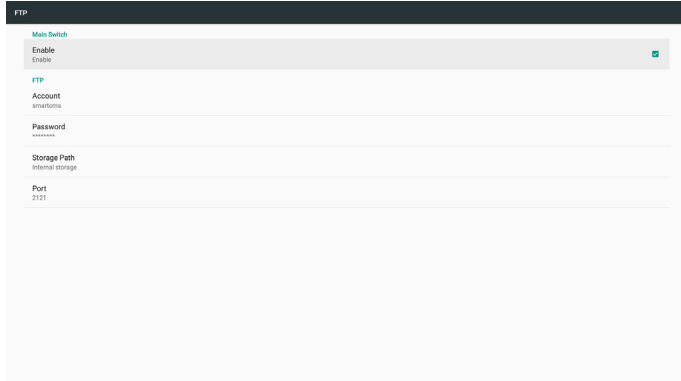 FTP
Main Switch
Enable
Enable
FTP
Account
smartcms
Password
********
Storage Path
Internal storage
Port
2121